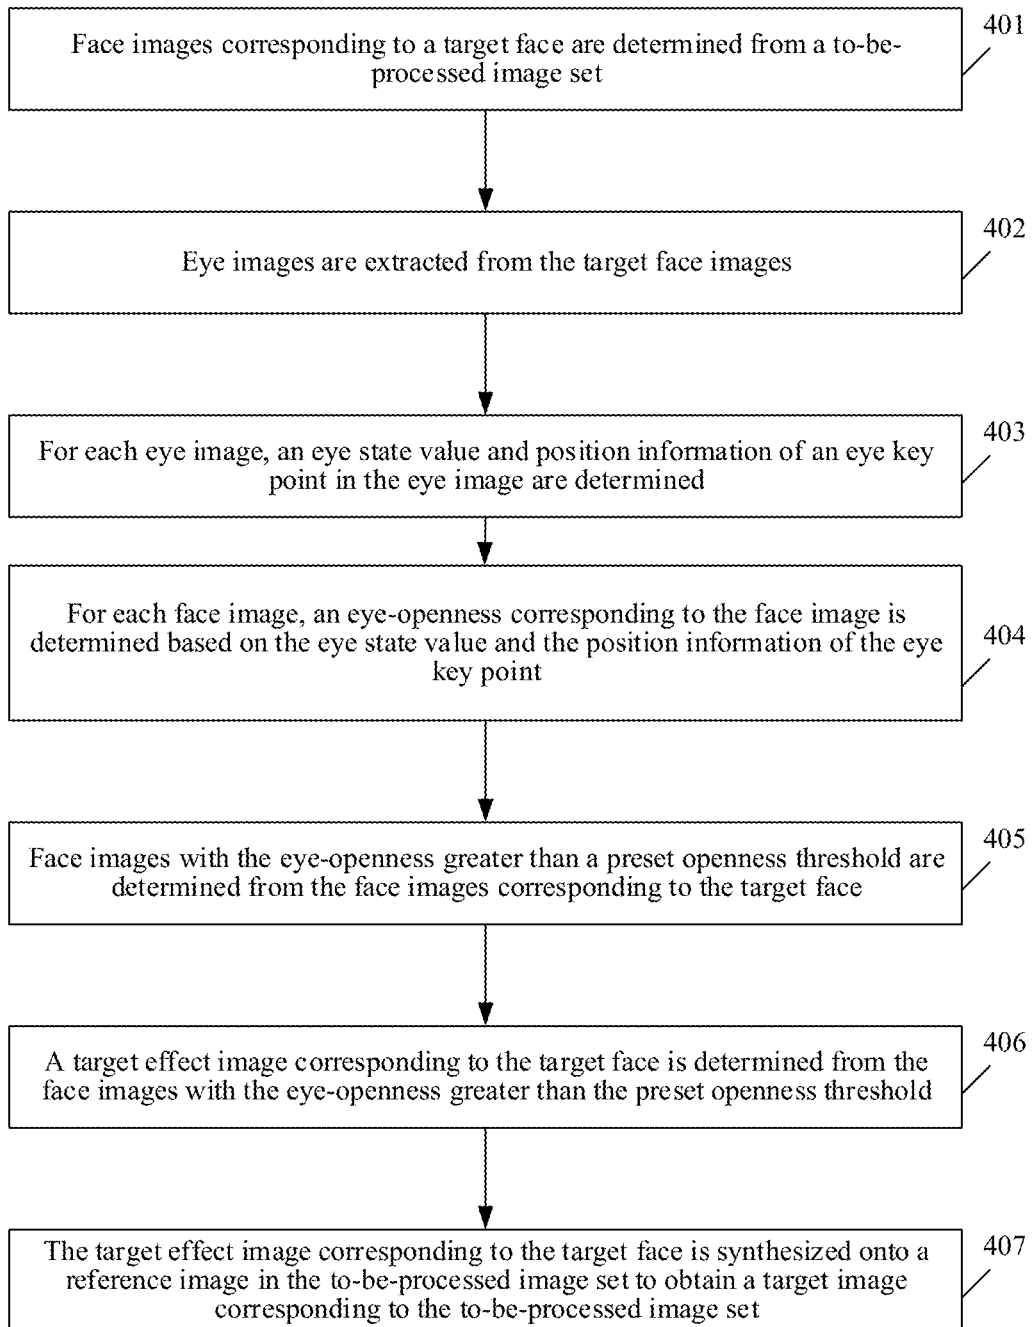 Face images corresponding to a target face are determined from a to-be-
processed image set
401
Eye images are extracted from the target face images
402
For each eye image, an eye state value and position information of an eye key
point in the eye image are determined
403
For each face image, an eye-openness corresponding to the face image is
determined based on the eye state value and the position information of the eye
key point
404
Face images with the eye-openness greater than a preset openness threshold are
determined from the face images corresponding to the target face
405
A target effect image corresponding to the target face is determined from the
face images with the eye-openness greater than the preset openness threshold
406
The target effect image corresponding to the target face is synthesized onto a
reference image in the to-be-processed image set to obtain a target image
corresponding to the to-be-processed image set
407